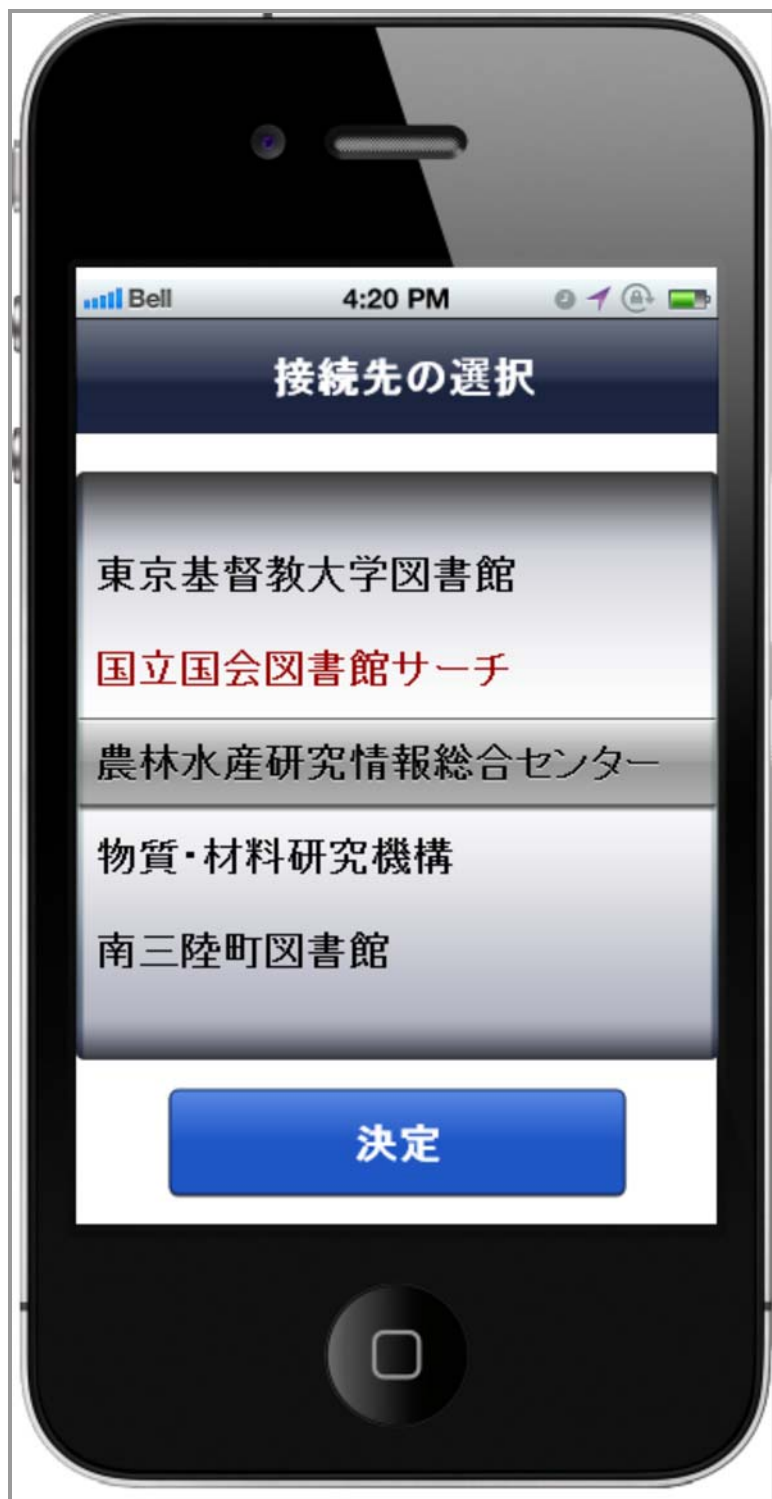 Bell 4:20 PM
接続先の選択
東京基督教大学図書館
国立国会図書館サーチ
農林水産研究情報総合センター
物質・材料研究機構
南三陸町図書館
決定